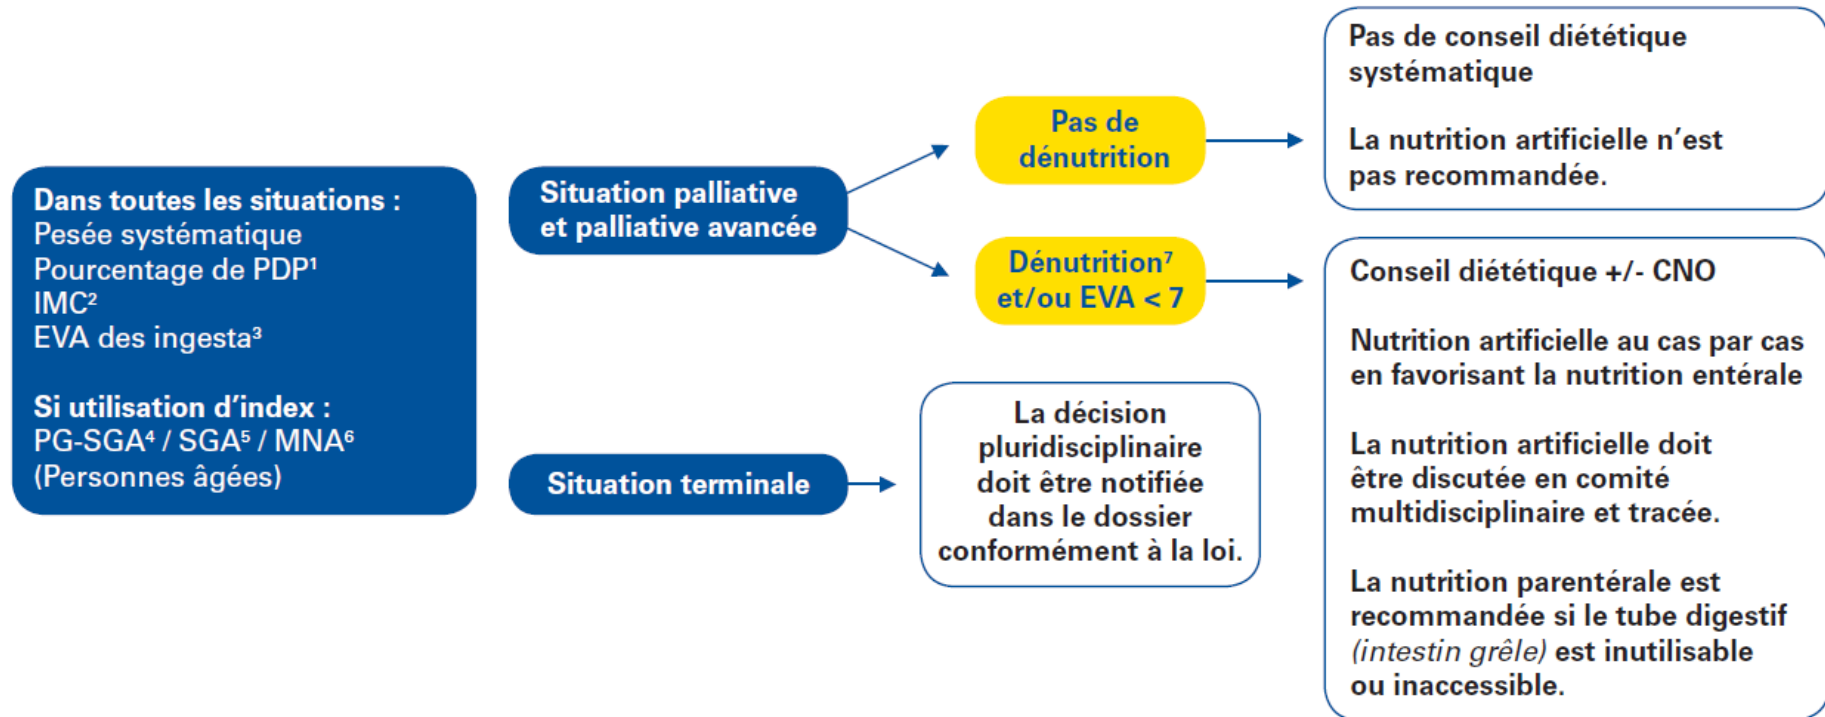 Dans toutes les situations :
Pesée systématique
Pourcentage de PDP¹
IMC²
EVA des ingesta³
Si utilisation d’index :
PG-SGA⁴ / SGA⁵ / MNA⁶
(Personnes âgées)
Situation palliative
et palliative avancée
Pas de
dénutrition
Pas de conseil diététique
systématique
La nutrition artificielle n’est
pas recommandée.
Dénutrition⁷
et/ou EVA < 7
Conseil diététique +/- CNO
Nutrition artificielle au cas par cas
en favorisant la nutrition entérale
La nutrition artificielle doit
être discutée en comité
multidisciplinaire et tracée.
La nutrition parentérale est
recommandée si le tube digestif
(intestin grêle) est inutilisable
ou inaccessible.
Situation terminale
La décision
pluridisciplinaire
doit être notifiée
dans le dossier
conformément à la loi.